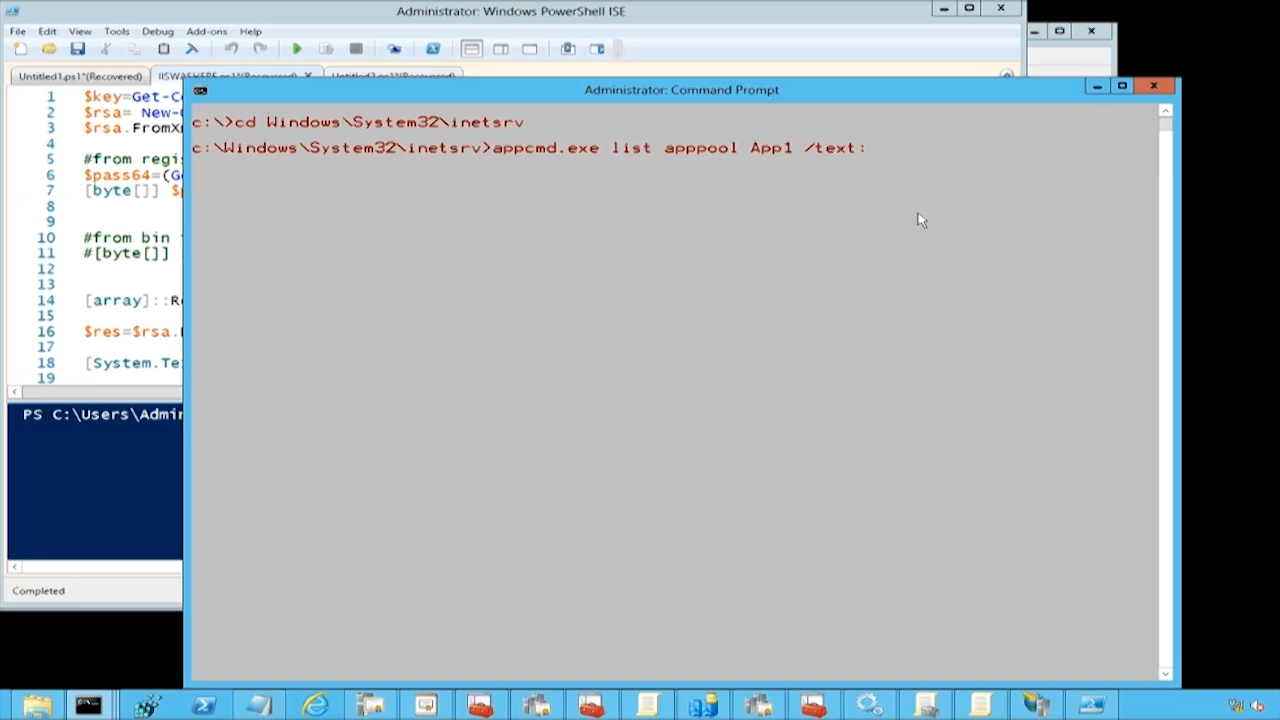 Administrator: Windows PowerShell ISE
File Edit View Tools Debug Add-ons Help
Untitled1.ps1*(Recovered)
1 $key=Get-C
2 $rsa= New-
3 $rsa.FromX
4
5 #from regi
6 $pass64=(G
7 [byte[]] $
8
9
10 #from bin
11 #[byte[]]
12
13
14 [array]::R
15
16 $res=$rsa.
17
18 [System.Te
19
PS C:\Users\Admin
Completed
Administrator: Command Prompt
c:\>cd Windows\System32\inetsrv
c:\Windows\System32\inetsrv>appcmd.exe list apppool App1 /text: